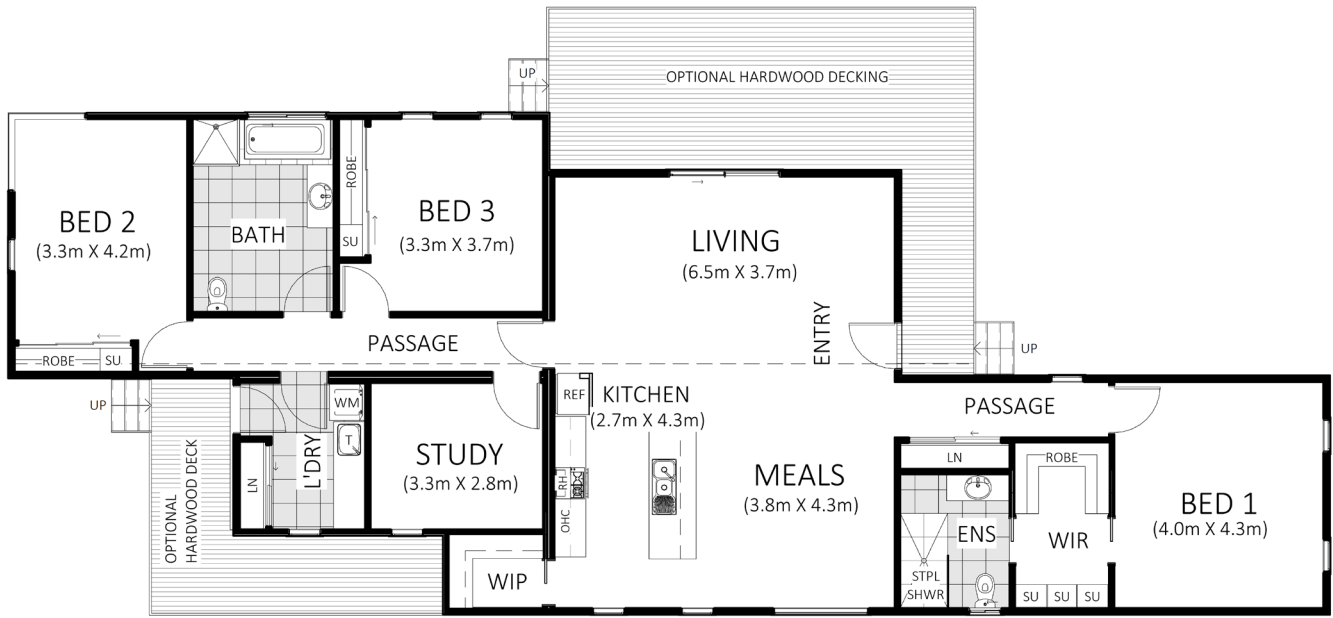 OPTIONAL HARDWOOD DECKING
UP
BED 2
(3.3m X 4.2m)
BATH
ROBE
SU
BED 3
(3.3m X 3.7m)
LIVING
(6.5m X 3.7m)
ENTRY
UP
PASSAGE
ROBE
SU
UP
OPTIONAL
HARDWOOD DECK
WM
T
L'DRY
LN
STUDY
(3.3m X 2.8m)
REF
KITCHEN
(2.7m X 4.3m)
RH
OHC
WIP
MEALS
(3.8m X 4.3m)
PASSAGE
LN
ENS
STPL
SHWR
ROBE
WIR
SU
SU
SU
BED 1
(4.0m X 4.3m)